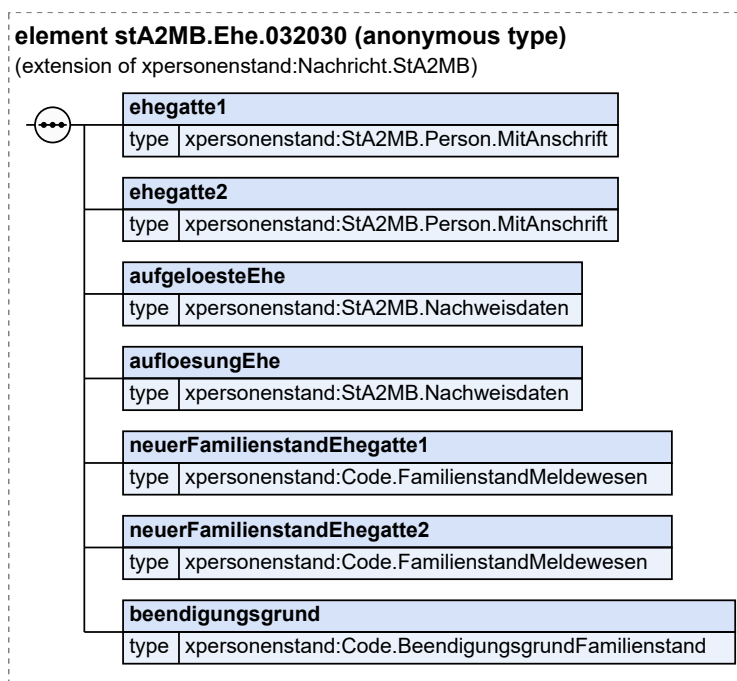 element stA2MB.Ehe.032030 (anonymous type)
(extension of xpersonenstand:Nachricht.StA2MB)
ehegatte1
type xpersonenstand:StA2MB.Person.MitAnschrift
ehegatte2
type xpersonenstand:StA2MB.Person.MitAnschrift
aufgeloesteEhe
type xpersonenstand:StA2MB.Nachweisdaten
aufloesungEhe
type xpersonenstand:StA2MB.Nachweisdaten
neuerFamilienstandEhegatte1
type xpersonenstand:Code.FamilienstandMeldewesen
neuerFamilienstandEhegatte2
type xpersonenstand:Code.FamilienstandMeldewesen
beendigungsgrund
type xpersonenstand:Code.BeendigungsgrundFamilienstand